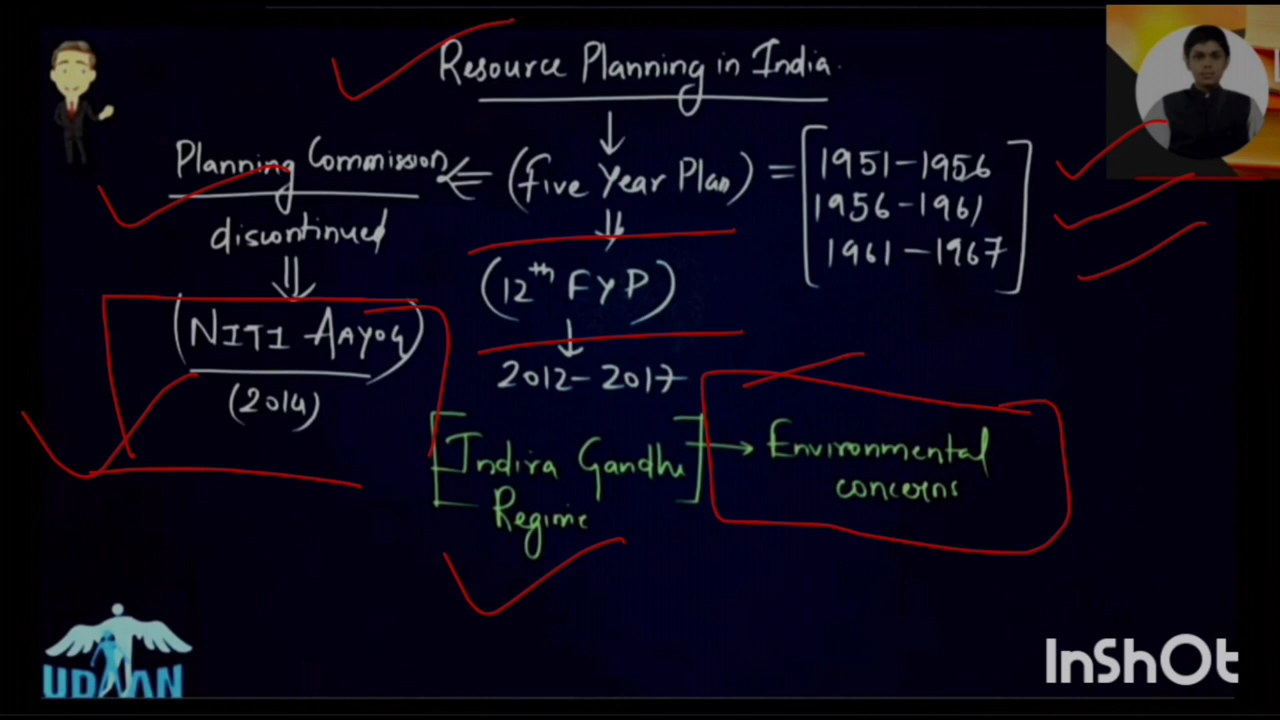 Resource Planning in India
Planning Commission ⇐ (Five Year Plan) = [1951-1956
1956-1961
1961-1967]
discontinued
(12th FYP)
(NITI AAYOG)
2012-2017
(2014)
[Indira Gandhi → Environmental
Regime] concerns
UDAAN
InShOt